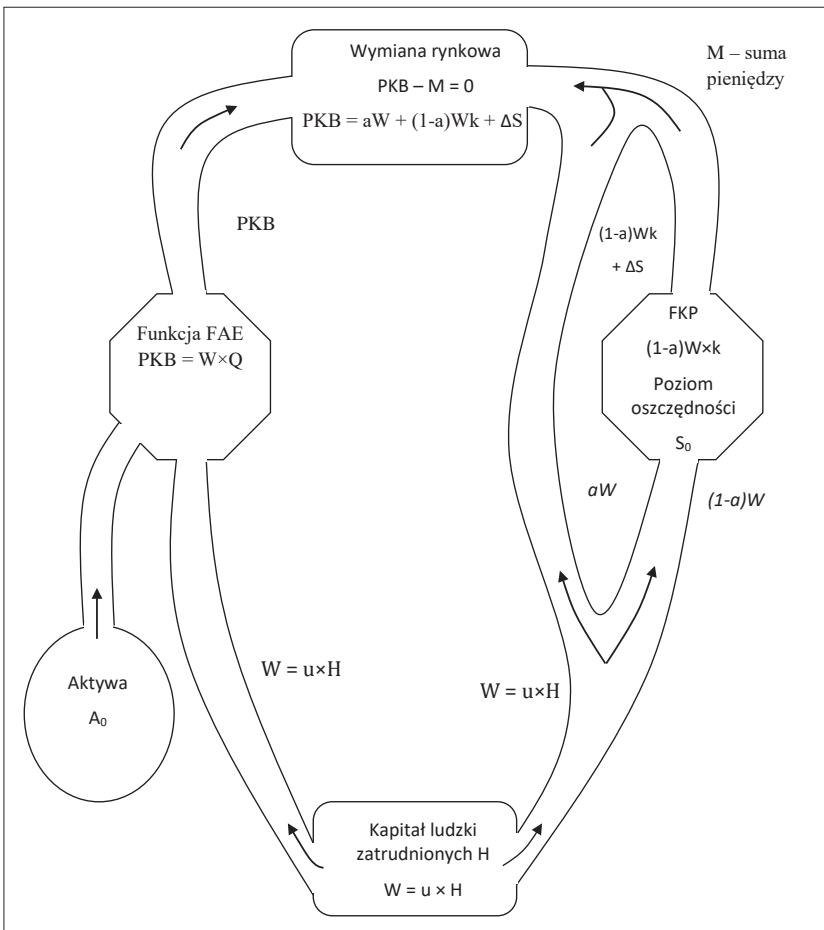 Wymiana rynkowa
PKB – M = 0
PKB = aW + (1-a)Wk + ΔS
M – suma
pieniędzy
PKB
(1-a)Wk
+ ΔS
Funkcja FAE
PKB = W×Q
FKP
(1-a)W×k
Poziom
oszczędności
S₀
aW
(1-a)W
W = u×H
W = u×H
Aktywa
A₀
Kapitał ludzki
zatrudnionych H
W = u × H